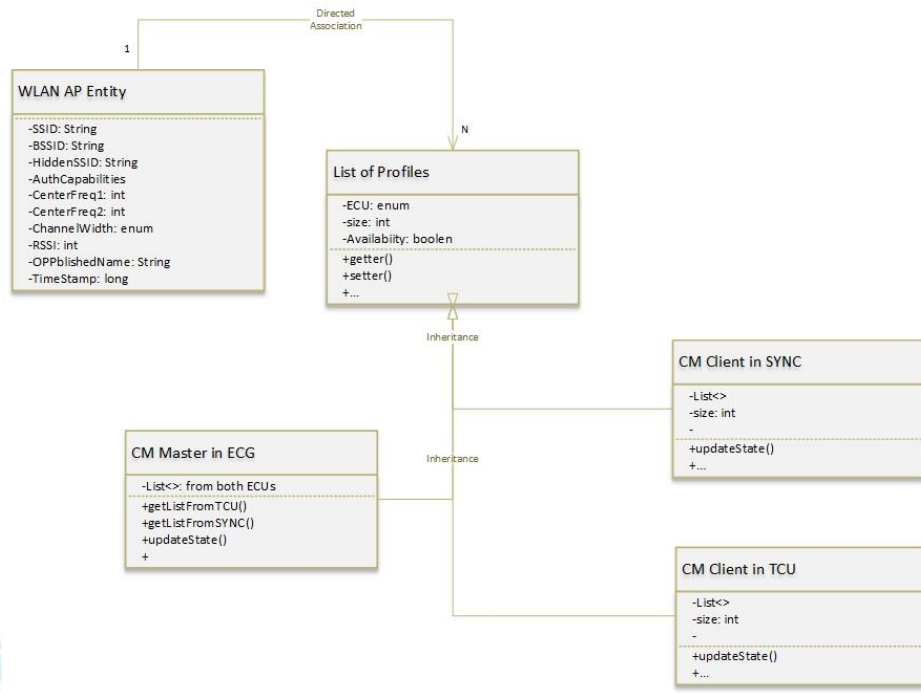 Directed
Association
1
WLAN AP Entity
-SSID: String
-BSSID: String
-HiddenSSID: String
-AuthCapabilities
-CenterFreq1: int
-CenterFreq2: int
-ChannelWidth: enum
-RSSI: int
-OPPblishedName: String
-TimeStamp: long
N
List of Profiles
-ECU: enum
-size: int
-Availabiity: boolen
+getter()
+setter()
+...
Inheritance
CM Client in SYNC
-List<>
-size: int
-
+updateState()
+...
CM Master in ECG
-List<>: from both ECUs
+getListFromTCU()
+getListFromSYNC()
+updateState()
+
Inheritance
CM Client in TCU
-List<>
-size: int
-
+updateState()
+...